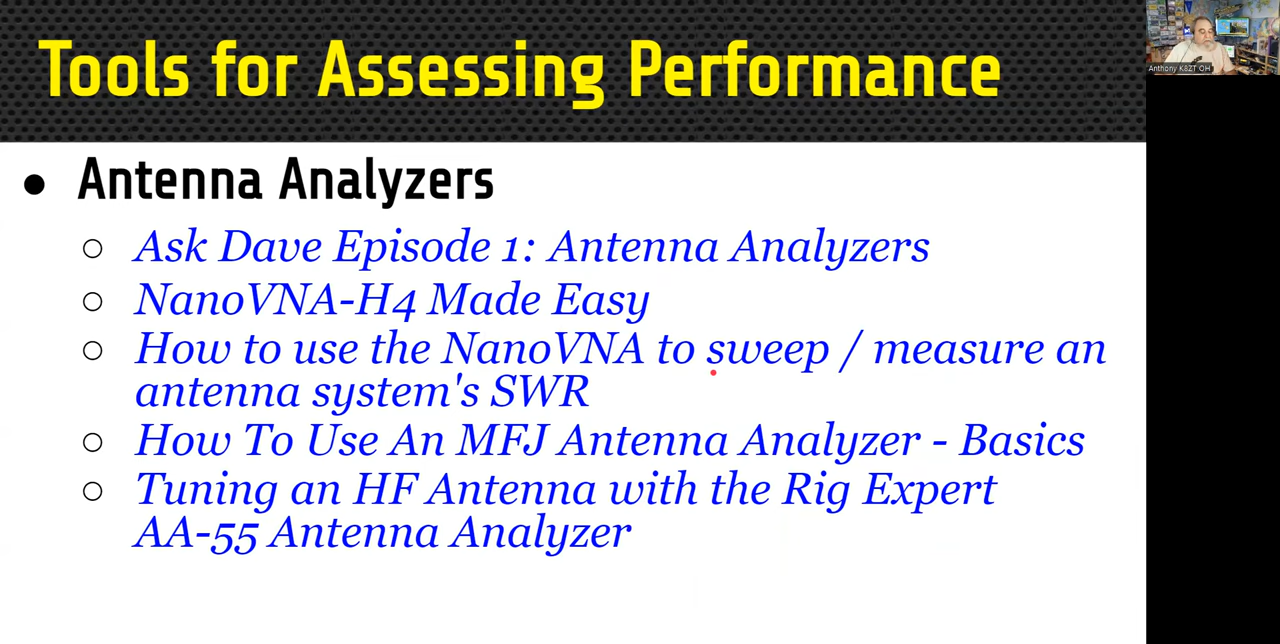 Tools for Assessing Performance
Anthony K8ZT OH
● Antenna Analyzers
○ Ask Dave Episode 1: Antenna Analyzers
○ NanoVNA-H4 Made Easy
○ How to use the NanoVNA to sweep / measure an
antenna system's SWR
○ How To Use An MFJ Antenna Analyzer - Basics
○ Tuning an HF Antenna with the Rig Expert
AA-55 Antenna Analyzer